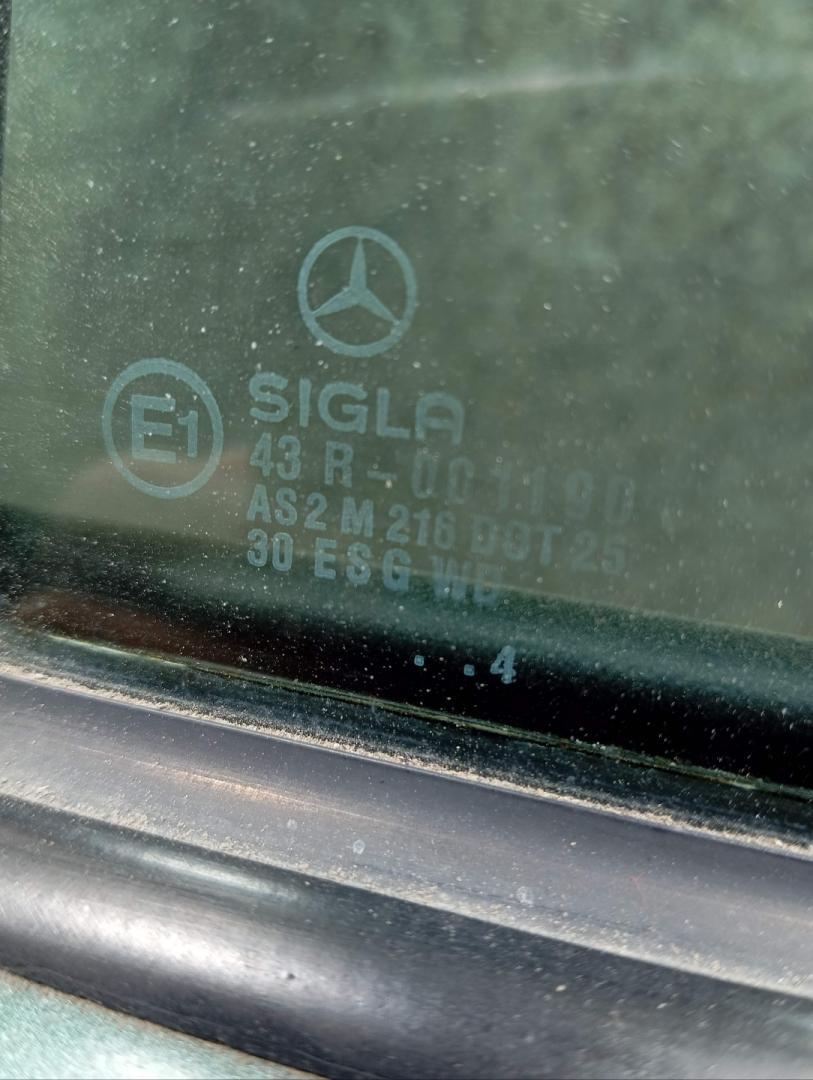 E1
SIGLA
43 R - 001190
AS2 M 216 DOT 25
30 ESG WD
. .4